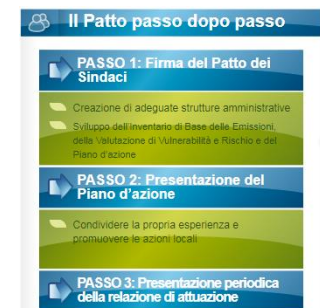 Il Patto passo dopo passo
PASSO 1: Firma del Patto dei
Sindaci
Creazione di adeguate strutture amministrative
Sviluppo dell'inventario di Base delle Emissioni,
della Valutazione di Vulnerabilità e Rischio e del
Piano d'azione
PASSO 2: Presentazione del
Piano d'azione
Condividere la propria esperienza e
promuovere le azioni locali
PASSO 3: Presentazione periodica
della relazione di attuazione